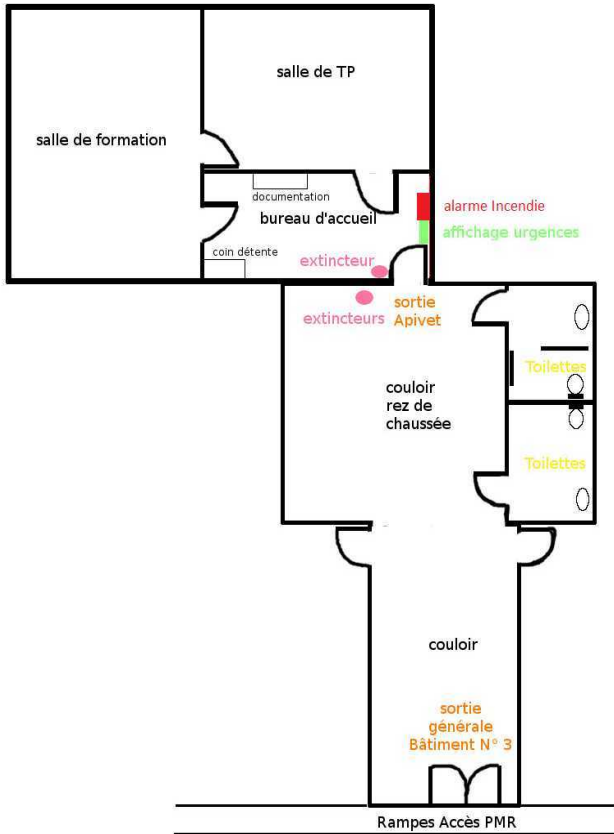 salle de TP
salle de formation
documentation
bureau d'accueil
alarme Incendie
affichage urgences
coin détente
extincteur
extincteurs
sortie
Apivet
Toilettes
couloir
rez de
chaussée
Toilettes
couloir
sortie
générale
Bâtiment N° 3
Rampes Accès PMR